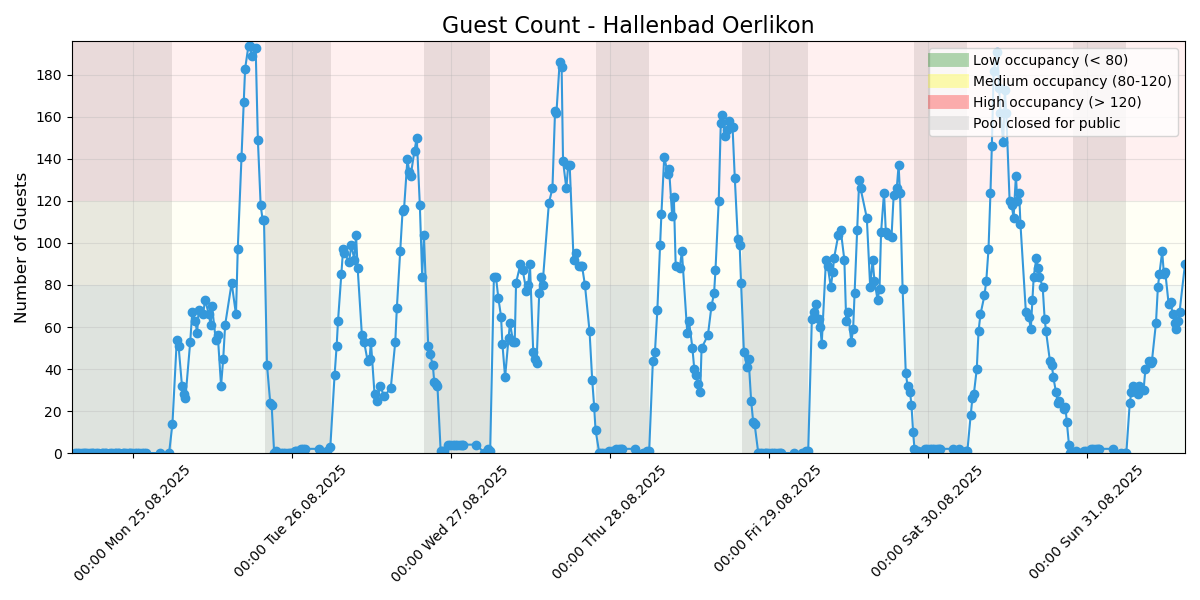 Guest Count - Hallenbad Oerlikon
Number of Guests
180
160
140
120
100
80
60
40
20
0
Low occupancy (< 80)
Medium occupancy (80-120)
High occupancy (> 120)
Pool closed for public
00:00 Mon 25.08.2025
00:00 Tue 26.08.2025
00:00 Wed 27.08.2025
00:00 Thu 28.08.2025
00:00 Fri 29.08.2025
00:00 Sat 30.08.2025
00:00 Sun 31.08.2025